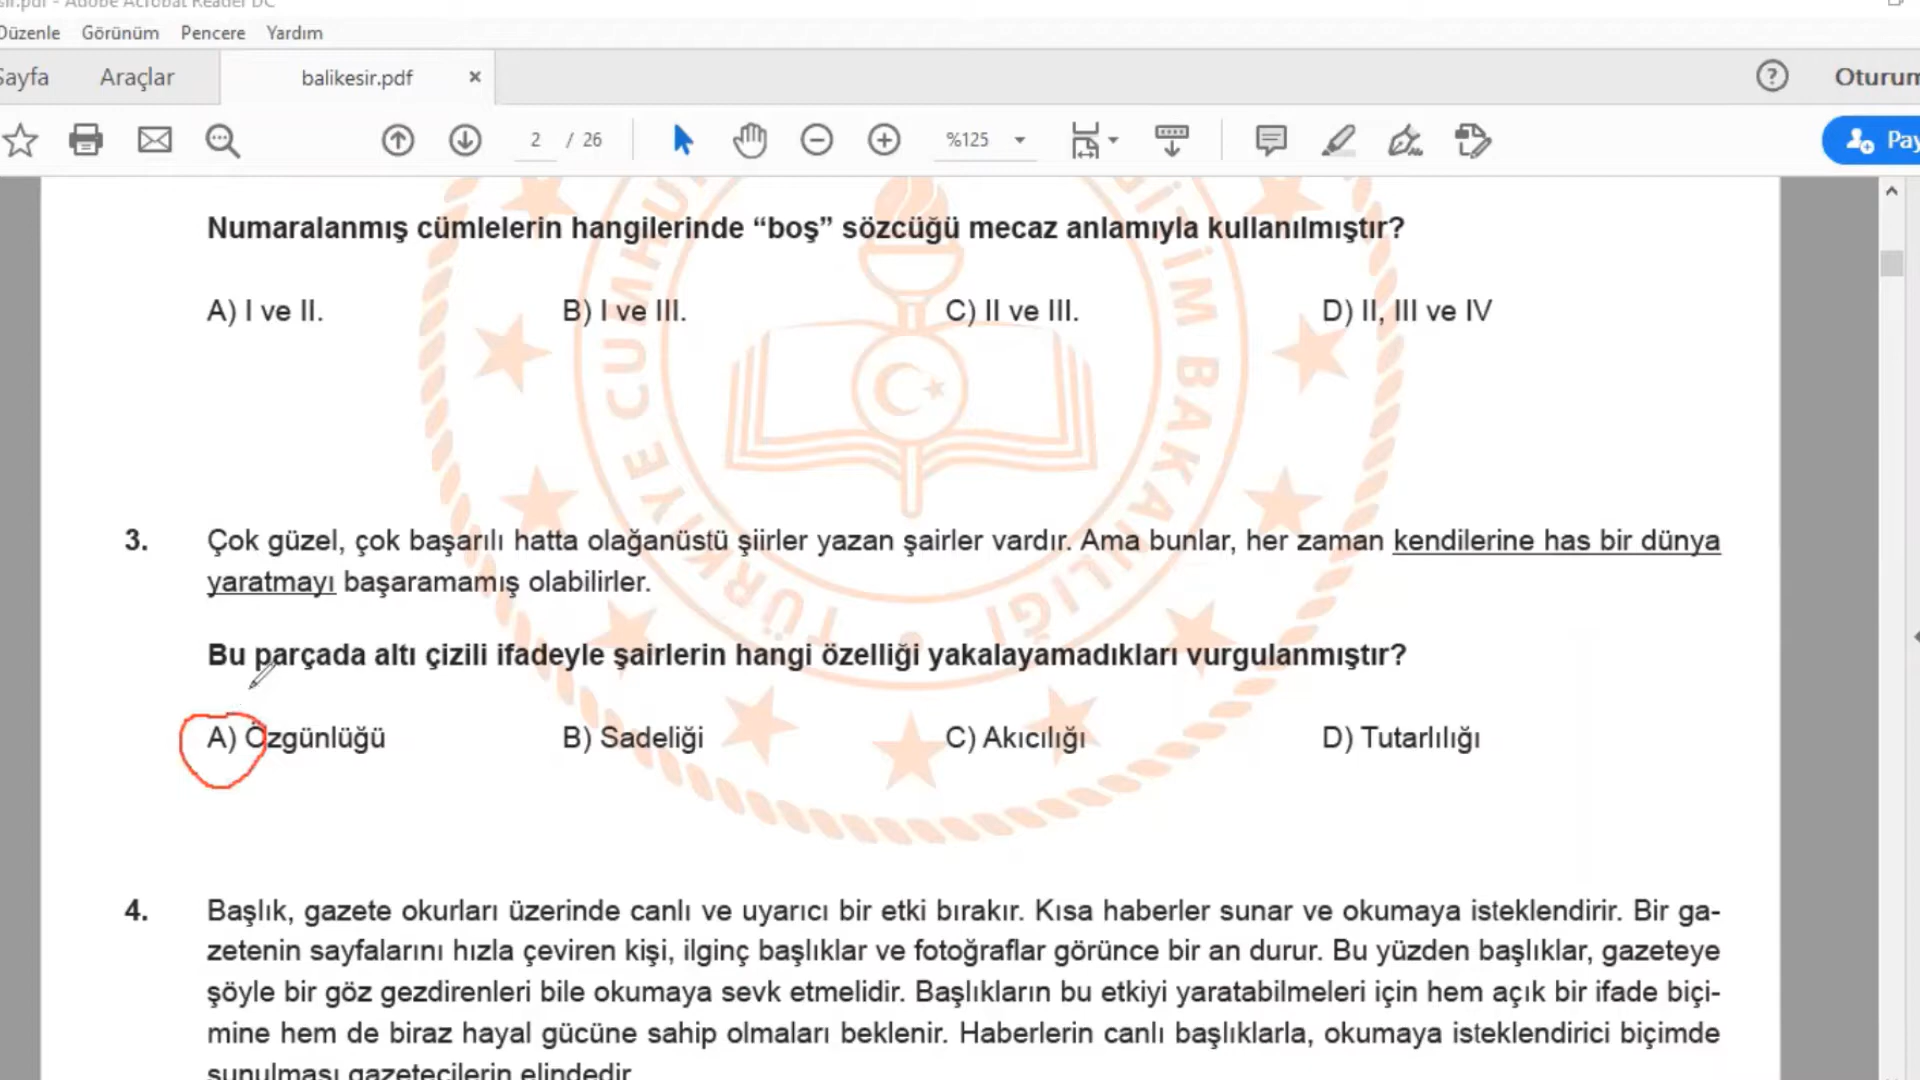 Düzenle Görünüm Pencere Yardım
Sayfa Araçlar balikesir.pdf × ? Oturum
2 / 26 %125 Pay
Numaralanmış cümlelerin hangilerinde “boş” sözcüğü mecaz anlamıyla kullanılmıştır?
A) I ve II. B) I ve III. C) II ve III. D) II, III ve IV
3. Çok güzel, çok başarılı hatta olağanüstü şiirler yazan şairler vardır. Ama bunlar, her zaman kendilerine has bir dünya
yaratmayı başaramamış olabilirler.
Bu parçada altı çizili ifadeyle şairlerin hangi özelliği yakalayamadıkları vurgulanmıştır?
A) Özgünlüğü B) Sadeliği C) Akıcılığı D) Tutarlılığı
4. Başlık, gazete okurları üzerinde canlı ve uyarıcı bir etki bırakır. Kısa haberler sunar ve okumaya isteklendirir. Bir ga-
zetenin sayfalarını hızla çeviren kişi, ilginç başlıklar ve fotoğraflar görünce bir an durur. Bu yüzden başlıklar, gazeteye
şöyle bir göz gezdirenleri bile okumaya sevk etmelidir. Başlıkların bu etkiyi yaratabilmeleri için hem açık bir ifade biçi-
mine hem de biraz hayal gücüne sahip olmaları beklenir. Haberlerin canlı başlıklarla, okumaya isteklendirici biçimde
sunulması gazetecilerin elindedir.
TÜRKİYE CUMHUR
İTİM BAKANLIĞI